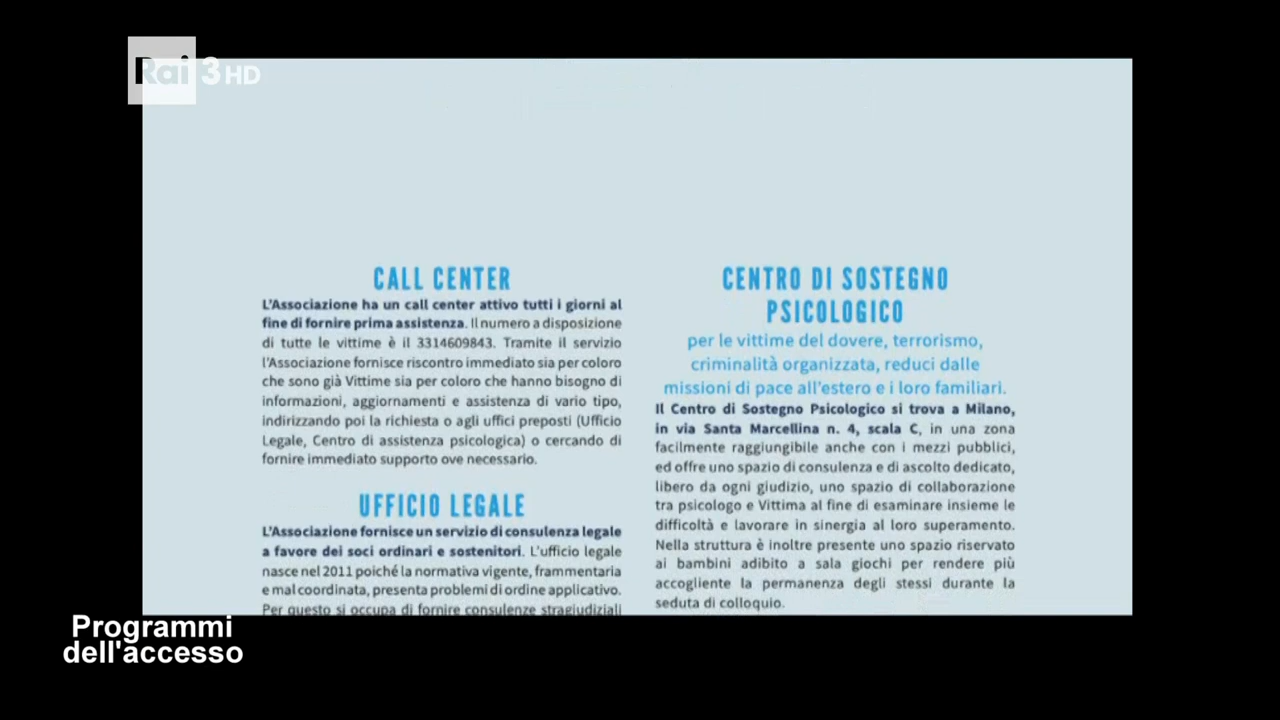 Rai 3 HD
CALL CENTER
L'Associazione ha un call center attivo tutti i giorni al
fine di fornire prima assistenza. Il numero a disposizione
di tutte le vittime è il 3314609843. Tramite il servizio
l'Associazione fornisce riscontro immediato sia per coloro
che sono già Vittime sia per coloro che hanno bisogno di
informazioni, aggiornamenti e assistenza di vario tipo,
indirizzando poi la richiesta o agli uffici preposti (Ufficio
Legale, Centro di assistenza psicologica) o cercando di
fornire immediato supporto ove necessario.
UFFICIO LEGALE
L'Associazione fornisce un servizio di consulenza legale
a favore dei soci ordinari e sostenitori. L'ufficio legale
nasce nel 2011 poiché la normativa vigente, frammentaria
e mal coordinata, presenta problemi di ordine applicativo.
Per questo si occupa di fornire consulenze stragiudiziali
CENTRO DI SOSTEGNO
PSICOLOGICO
per le vittime del dovere, terrorismo,
criminalità organizzata, reduci dalle
missioni di pace all'estero e i loro familiari.
Il Centro di Sostegno Psicologico si trova a Milano,
in via Santa Marcellina n. 4, scala C, in una zona
facilmente raggiungibile anche con i mezzi pubblici,
ed offre uno spazio di consulenza e di ascolto dedicato,
libero da ogni giudizio, uno spazio di collaborazione
tra psicologo e Vittima al fine di esaminare insieme le
difficoltà e lavorare in sinergia al loro superamento.
Nella struttura è inoltre presente uno spazio riservato
ai bambini adibito a sala giochi per rendere più
accogliente la permanenza degli stessi durante la
seduta di colloquio.
Programmi
dell'accesso